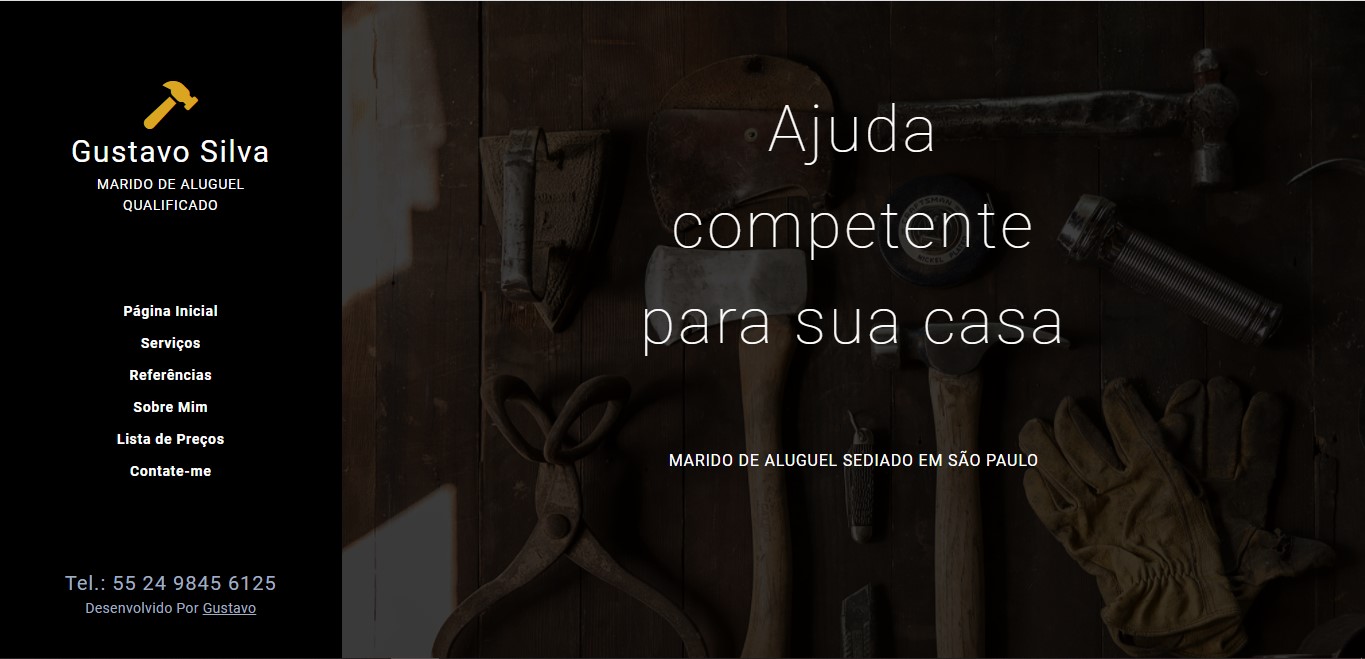 Gustavo Silva
MARIDO DE ALUGUEL
QUALIFICADO
Página Inicial
Serviços
Referências
Sobre Mim
Lista de Preços
Contate-me
Tel.: 55 24 9845 6125
Desenvolvido Por Gustavo
Ajuda
competente
para sua casa
MARIDO DE ALUGUEL SEDIADO EM SÃO PAULO